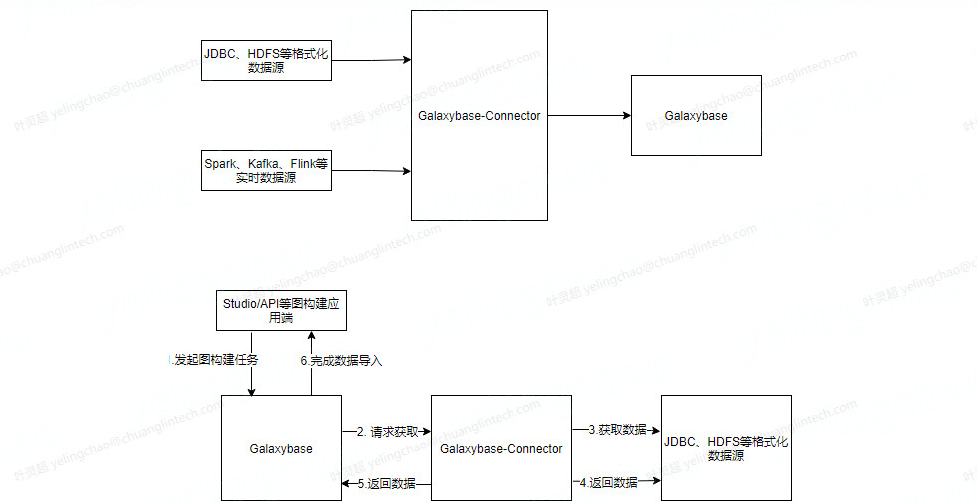 JDBC、HDFS等格式化
数据源
Galaxybase-Connector
Galaxybase
Spark、Kafka、Flink等
实时数据源
Studio/API等图构建应
用端
1.发起图构建任务
6.完成数据导入
Galaxybase
2. 请求获取
5.返回数据
Galaxybase-Connector
3.获取数据
4.返回数据
JDBC、HDFS等格式化
数据源
叶灵超 yelingchao@chuanglintech.com